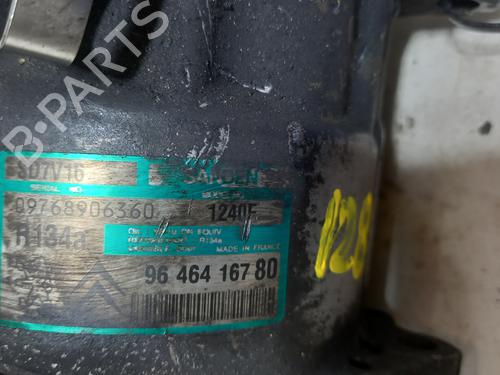 B-PARTS
SD7V16 SANDEN
SERIAL NO.
09768906360 1240F
R134a
MADE IN FRANCE
96 464 167 80
128